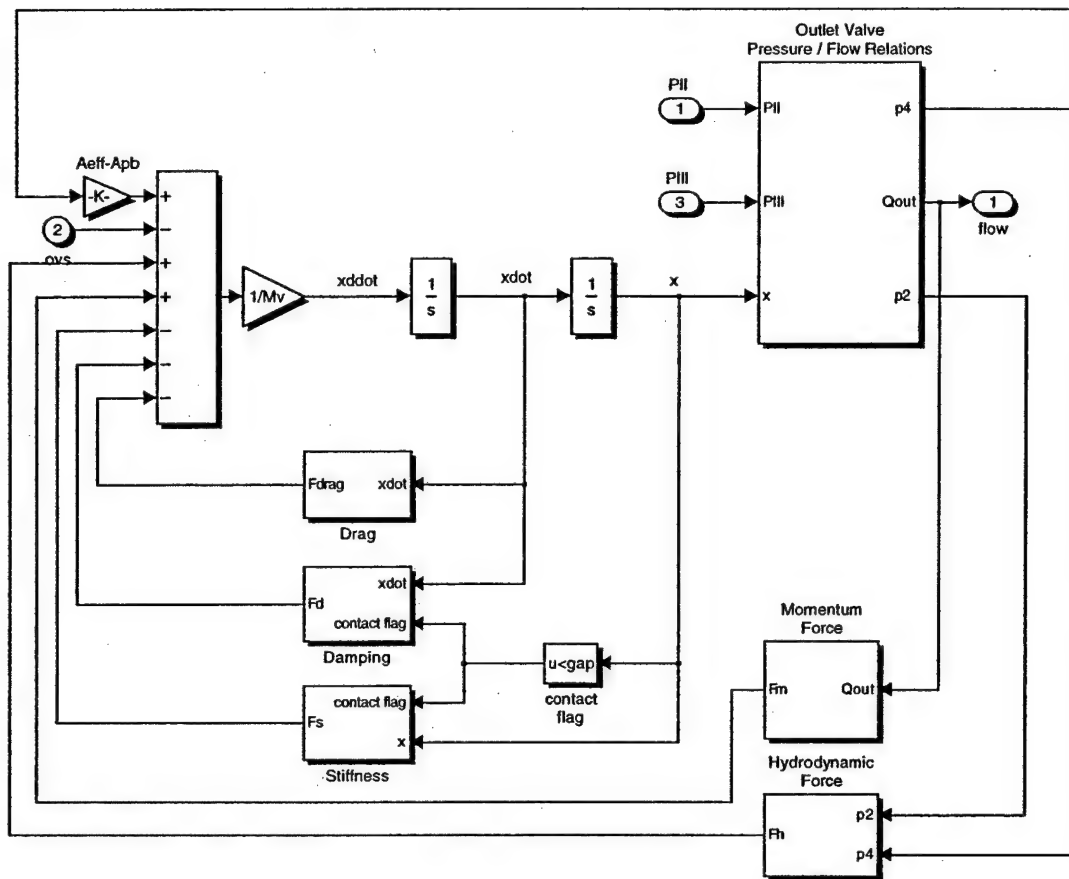 Outlet Valve
Pressure / Flow Relations
PII
1
PII
p4
Aeff-Apb
-K-
+
PIII
3
PIII
Qout
1
flow
2
ovs
−
+
+
−
−
−
1/Mv
xddot
1
s
xdot
1
s
x
x
p2
Fdrag
xdot
Drag
xdot
Fd
contact flag
Damping
u<gap
contact
flag
contact flag
Fs
x
Stiffness
Momentum
Force
Fm
Qout
Hydrodynamic
Force
p2
Fh
p4